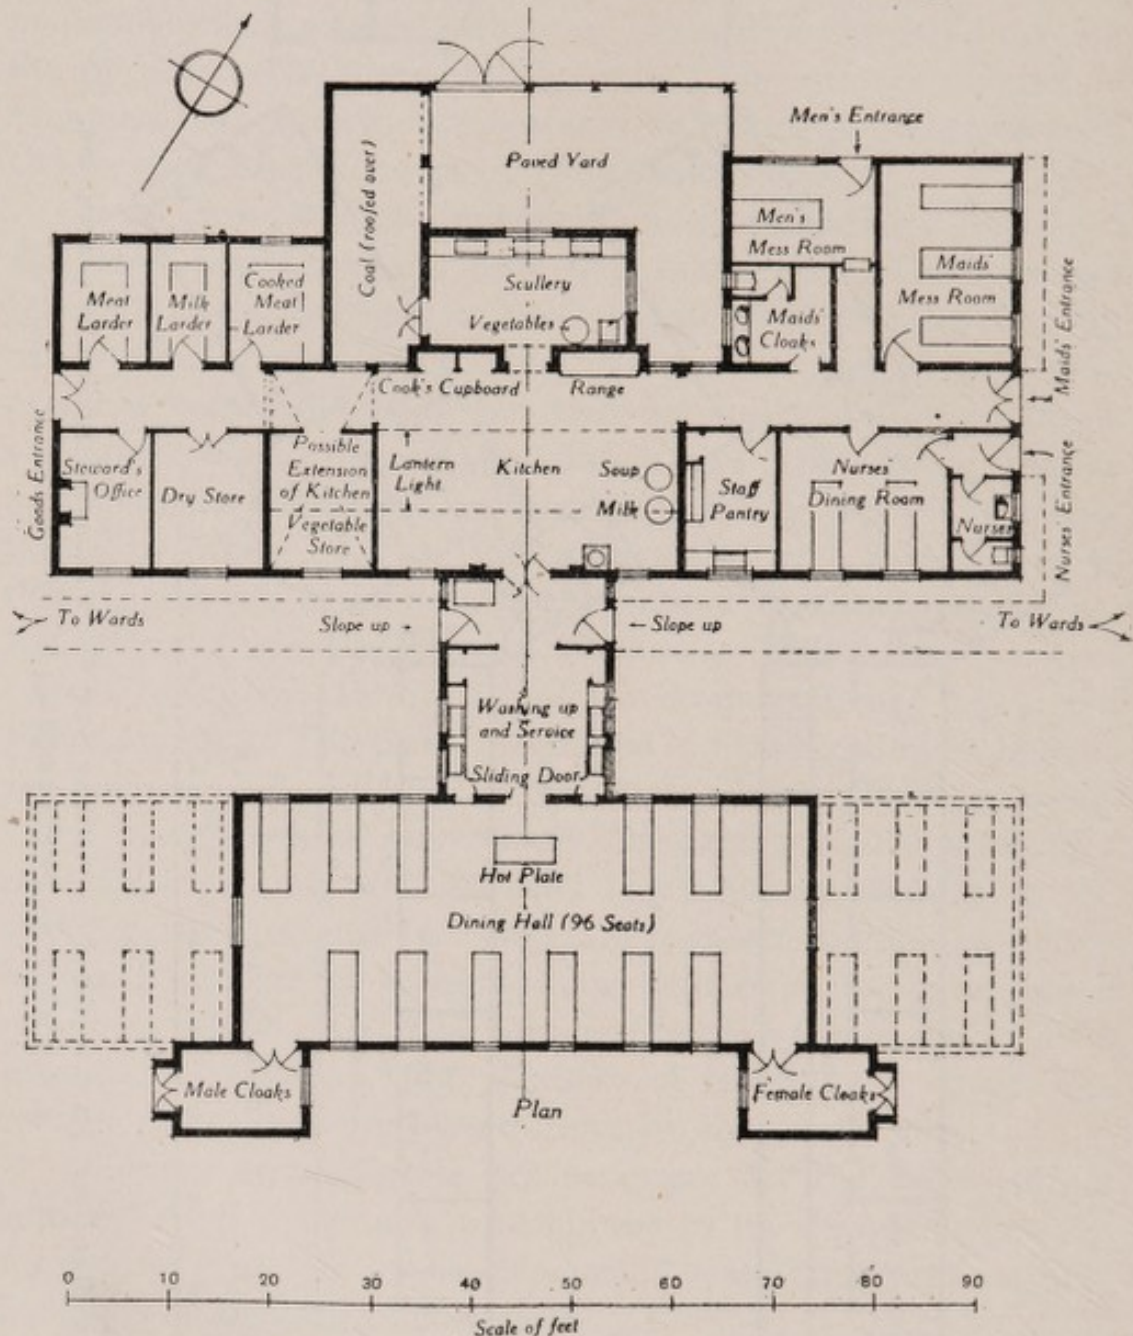 Men's Entrance
Paved Yard
Coal (roofed over)
Men's
Mess Room
Maids'
Mess Room
Maids' Entrance
Meat
Larder
Milk
Larder
Cooked
Meat
Larder
Scullery
Vegetables
Maids'
Cloaks
Cook's Cupboard
Range
Goods Entrance
Steward's
Office
Dry Store
Possible
Extension
of Kitchen
Vegetable
Store
Lantern
Light
Kitchen
Soup
Milk
Staff
Pantry
Nurses'
Dining Room
Nurses
Nurses' Entrance
To Wards
Slope up
Slope up
To Wards
Washing up
and Service
Sliding Door
Hot Plate
Dining Hall (96 Seats)
Male Cloaks
Female Cloaks
Plan
0 10 20 30 40 50 60 70 80 90
Scale of feet